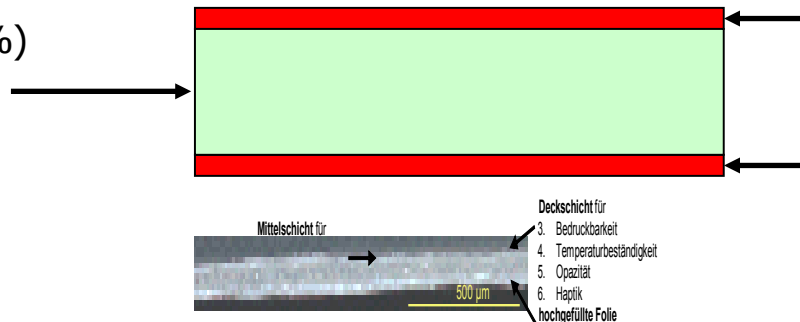 %)
Mittelschicht für
500 µm
Deckschicht für
3. Bedruckbarkeit
4. Temperaturbeständigkeit
5. Opazität
6. Haptik
hochgefüllte Folie